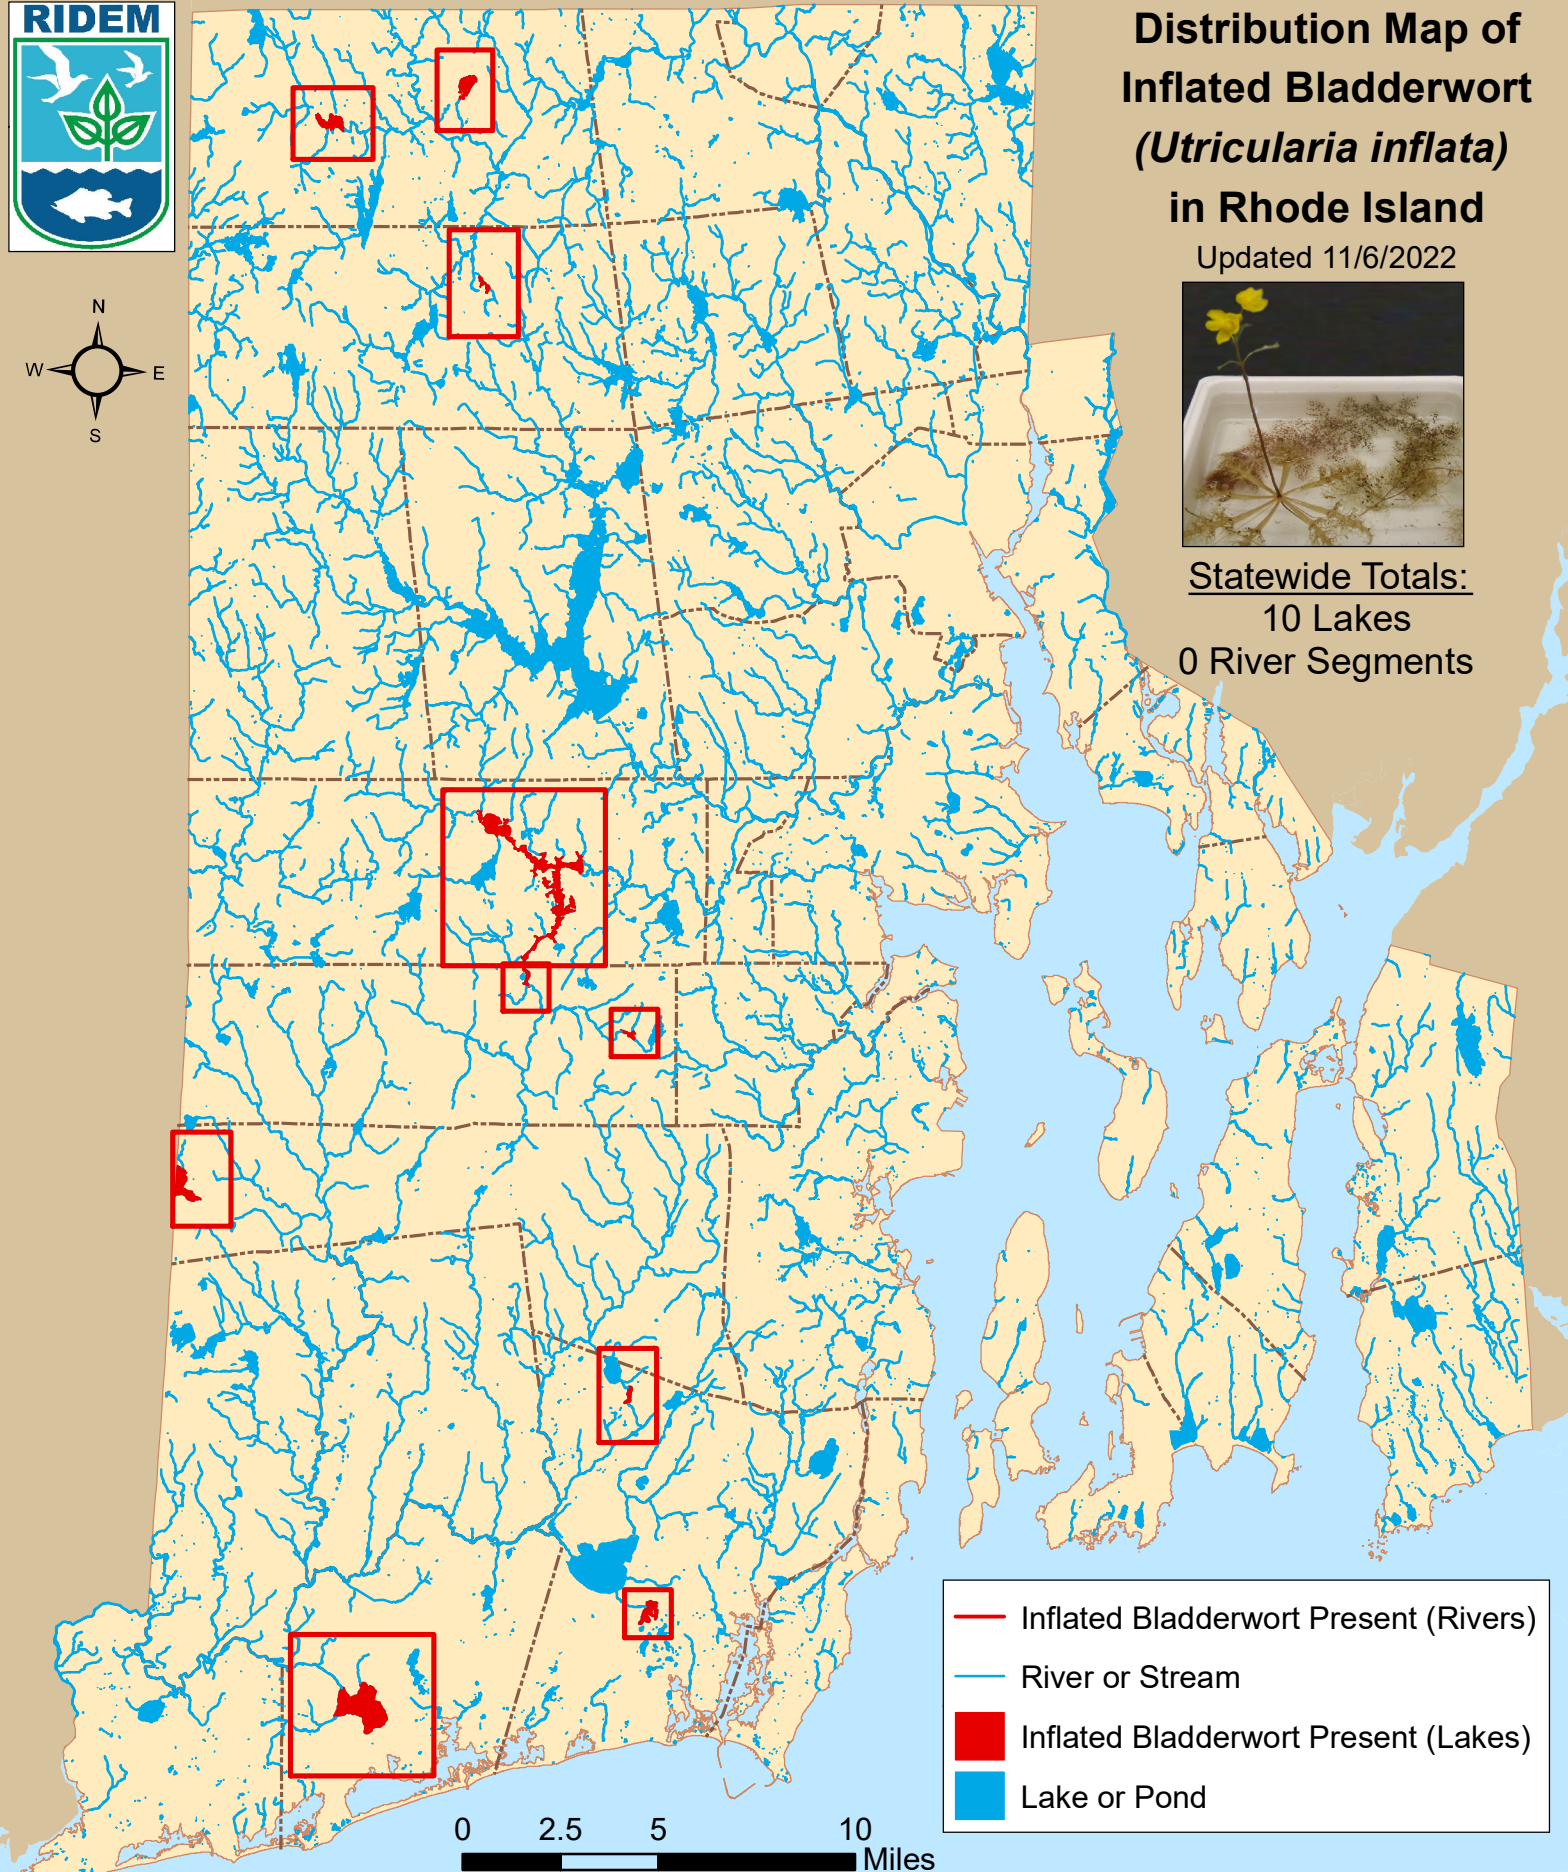 RIDEM
Distribution Map of
Inflated Bladderwort
(Utricularia inflata)
in Rhode Island
Updated 11/6/2022
N
W
E
S
Statewide Totals:
10 Lakes
0 River Segments
Inflated Bladderwort Present (Rivers)
River or Stream
Inflated Bladderwort Present (Lakes)
Lake or Pond
0 2.5 5 10
Miles